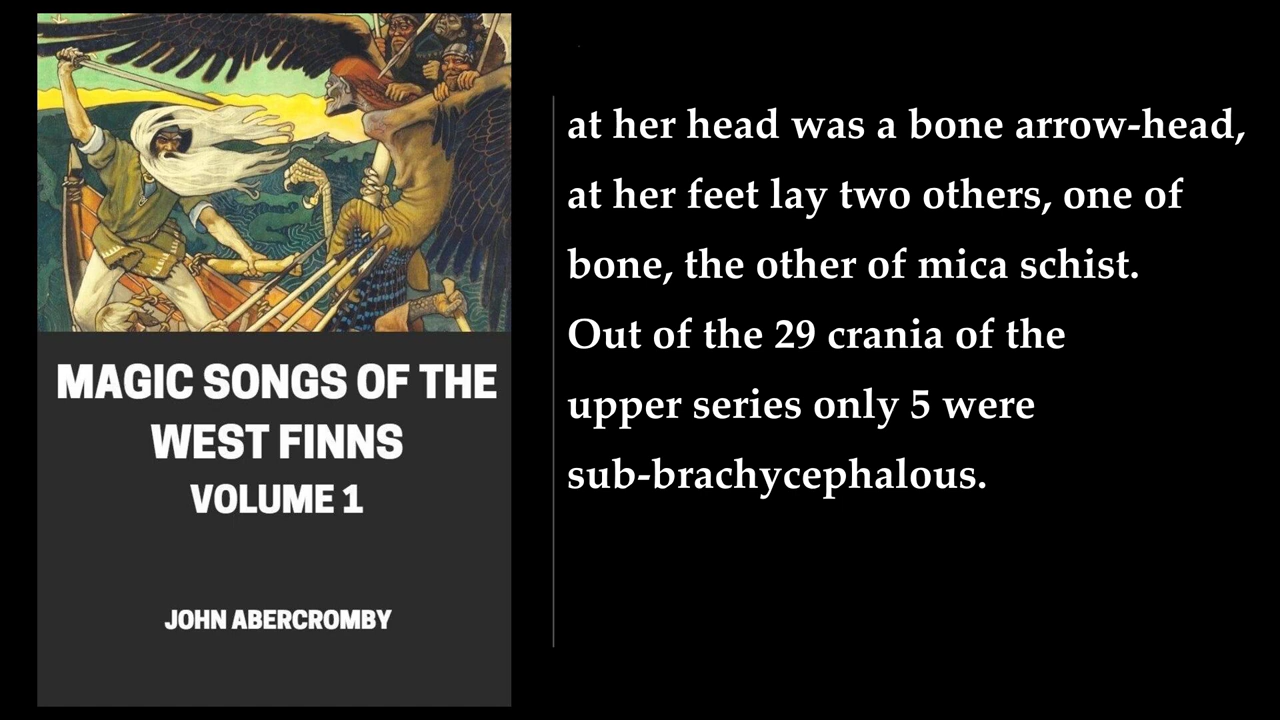 MAGIC SONGS OF THE
WEST FINNS
VOLUME 1
JOHN ABERCROMBY
at her head was a bone arrow-head,
at her feet lay two others, one of
bone, the other of mica schist.
Out of the 29 crania of the
upper series only 5 were
sub-brachycephalous.